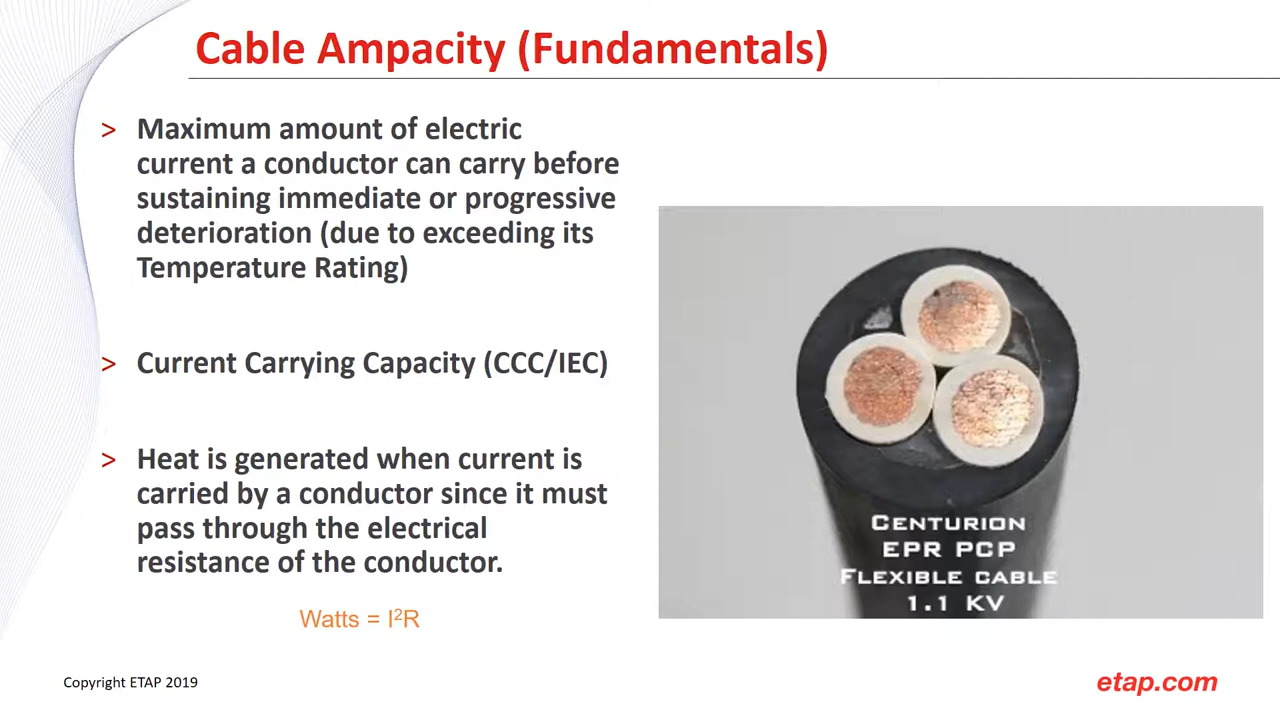 Cable Ampacity (Fundamentals)
> Maximum amount of electric
current a conductor can carry before
sustaining immediate or progressive
deterioration (due to exceeding its
Temperature Rating)
> Current Carrying Capacity (CCC/IEC)
> Heat is generated when current is
carried by a conductor since it must
pass through the electrical
resistance of the conductor.
Watts = I²R
CENTURION
EPR PCP
FLEXIBLE CABLE
1.1 KV
Copyright ETAP 2019
etap.com